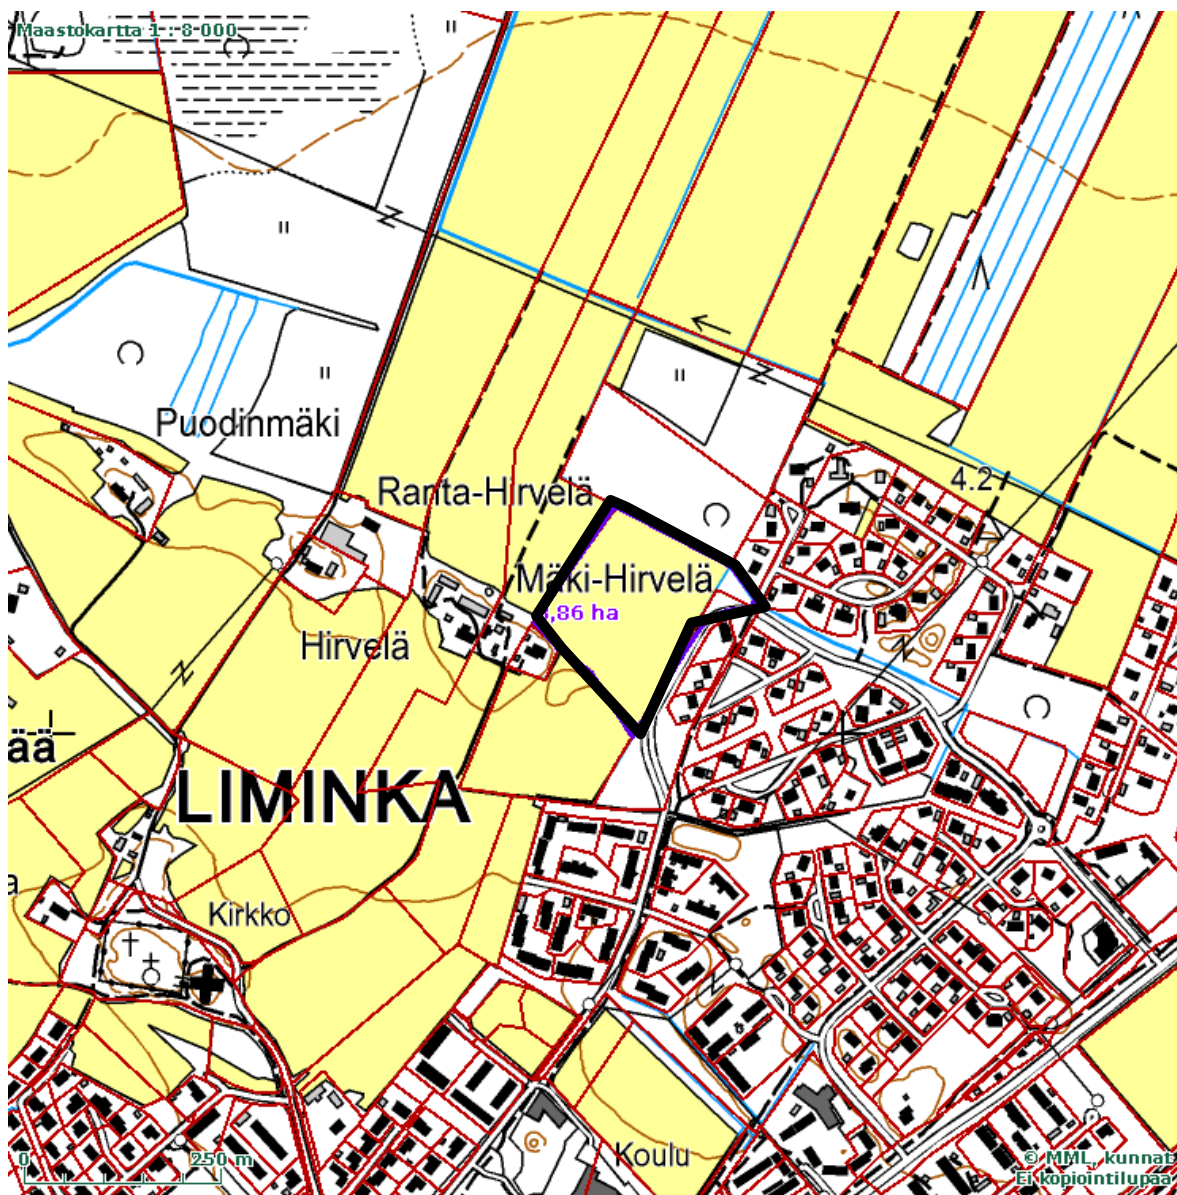 Maastokartta 1 : 8 000
Puodinmäki
4.2
Ranta-Hirvelä
Mäki-Hirvelä
,86 ha
Hirvelä
ää
LIMINKA
a
Kirkko
Koulu
0 250 m
© MML, kunnat
Ei kopiointilupaa